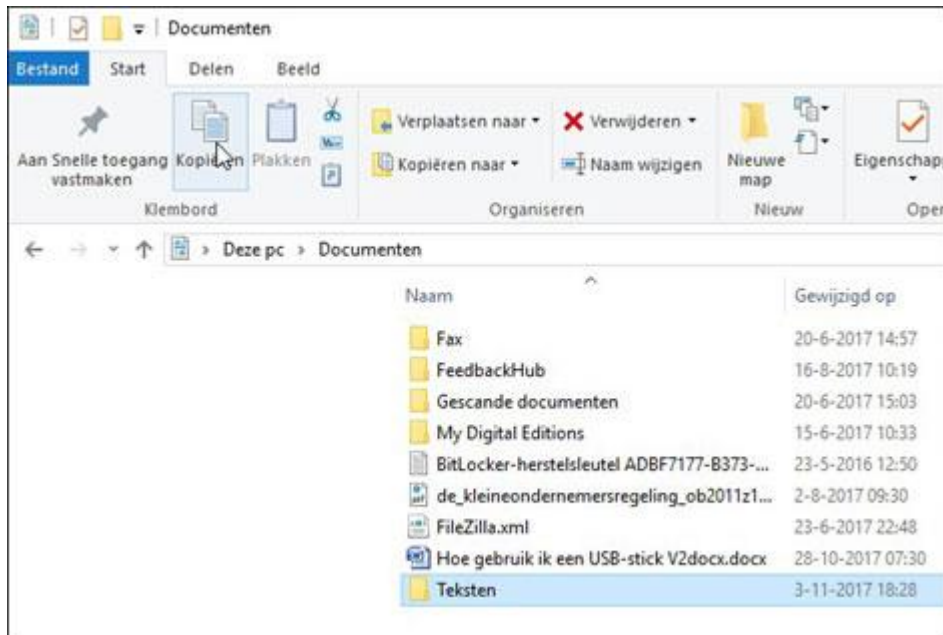 Documenten
Bestand Start Delen Beeld
Aan Snelle toegang vastmaken
Kopiëren
Plakken
Klembord
Verplaatsen naar
Kopiëren naar
Verwijderen
Naam wijzigen
Organiseren
Nieuwe map
Nieuw
Eigenschap
Oper
Deze pc > Documenten
Naam Gewijzigd op
Fax 20-6-2017 14:57
FeedbackHub 16-8-2017 10:19
Gescande documenten 20-6-2017 15:03
My Digital Editions 15-6-2017 10:33
BitLocker-herstelsleutel ADBF7177-B373-... 23-5-2016 12:50
de_kleineondernemersregeling_ob2011z1... 2-8-2017 09:30
FileZilla.xml 23-6-2017 22:48
Hoe gebruik ik een USB-stick V2docx.docx 28-10-2017 07:30
Teksten 3-11-2017 18:28